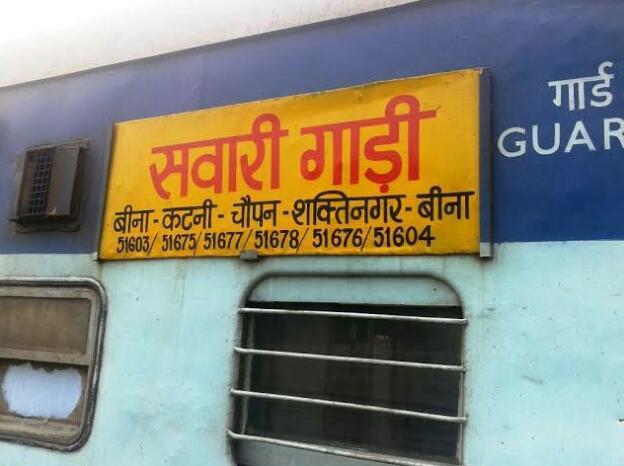 सवारी गाड़ी
बीना - कटनी - चौपन - शक्तिनगर - बीना
51603/ 51675/51677/51678/51676/51604
गार्ड
GUAR